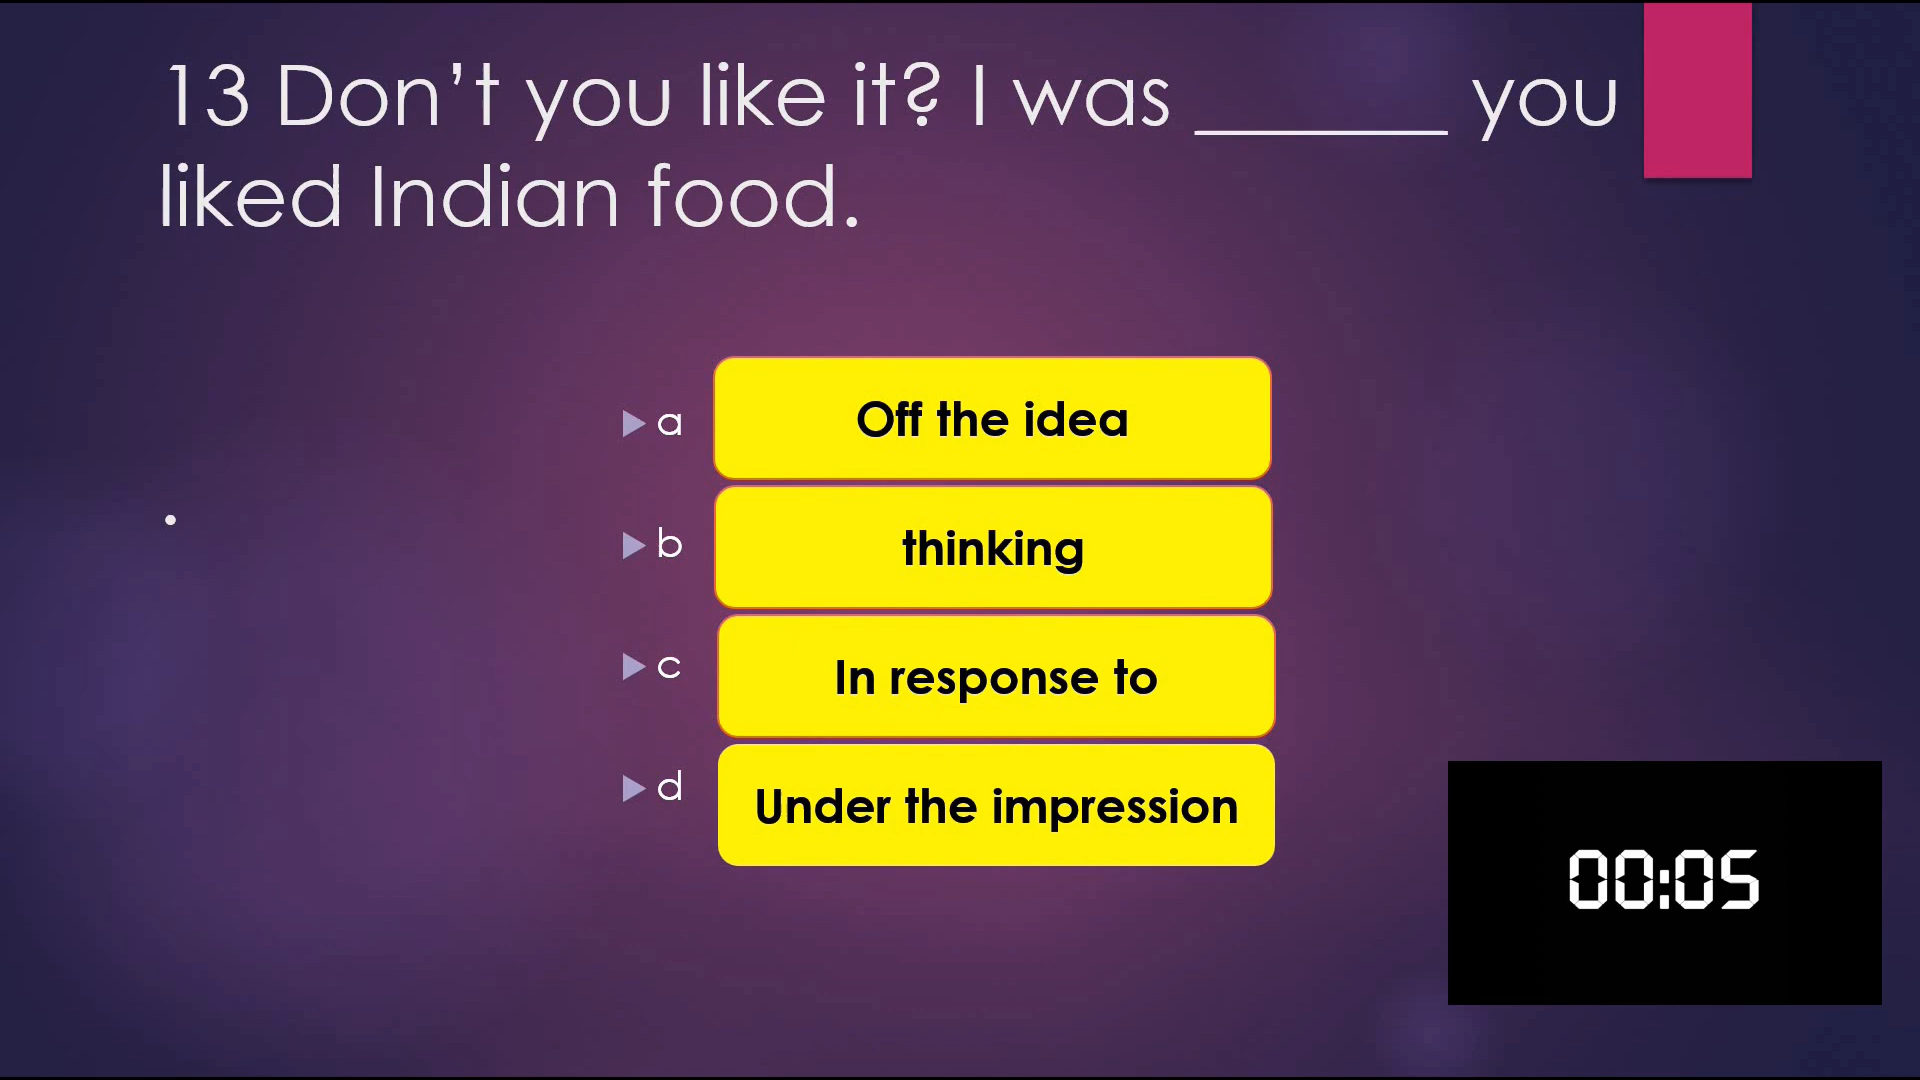 13 Don’t you like it? I was ______ you
liked Indian food.
a Off the idea
b thinking
c In response to
d Under the impression
00:05